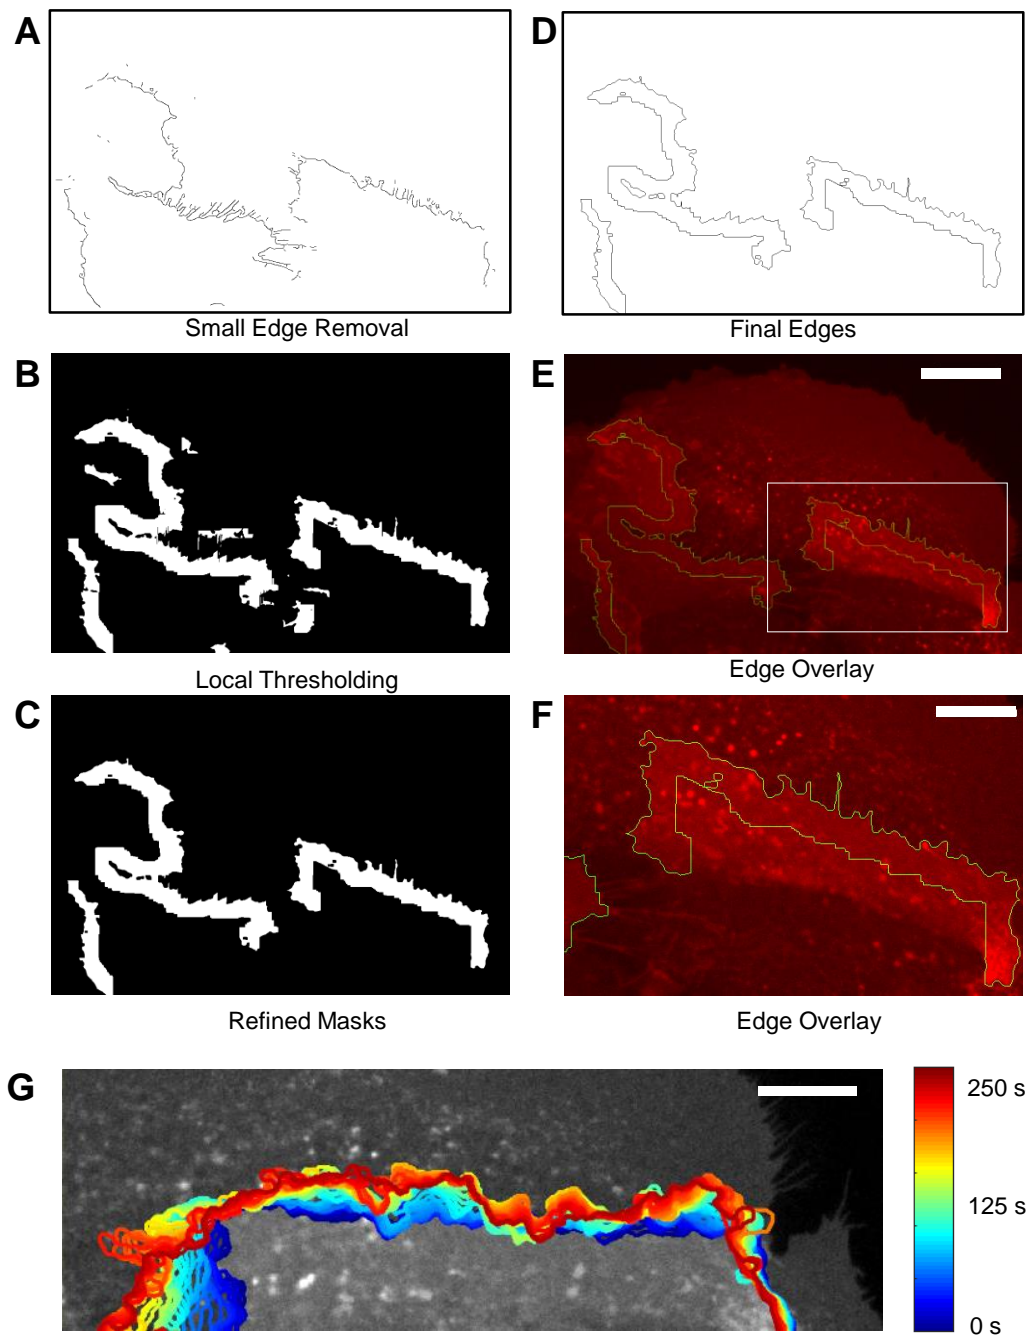 A
Small Edge Removal
D
Final Edges
B
Local Thresholding
E
Edge Overlay
C
Refined Masks
F
Edge Overlay
G
250 s
125 s
0 s